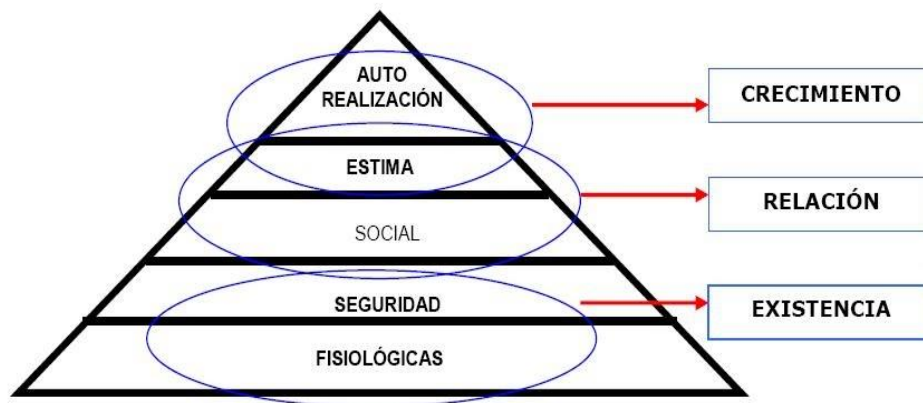 AUTO
REALIZACIÓN
CRECIMIENTO
ESTIMA
RELACIÓN
SOCIAL
SEGURIDAD
EXISTENCIA
FISIOLÓGICAS